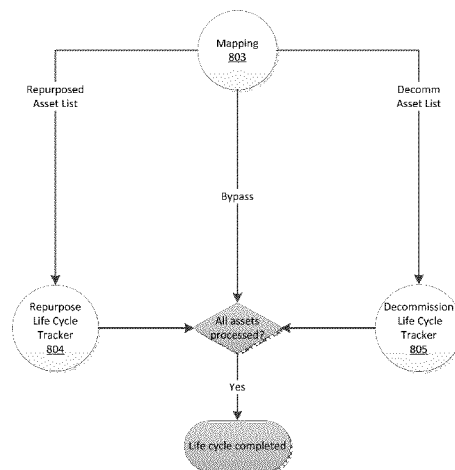 Mapping
803
Repurposed
Asset List
Decomm
Asset List
Bypass
Repurpose
Life Cycle
Tracker
804
All assets
processed?
Decommission
Life Cycle
Tracker
805
Yes
Life cycle completed